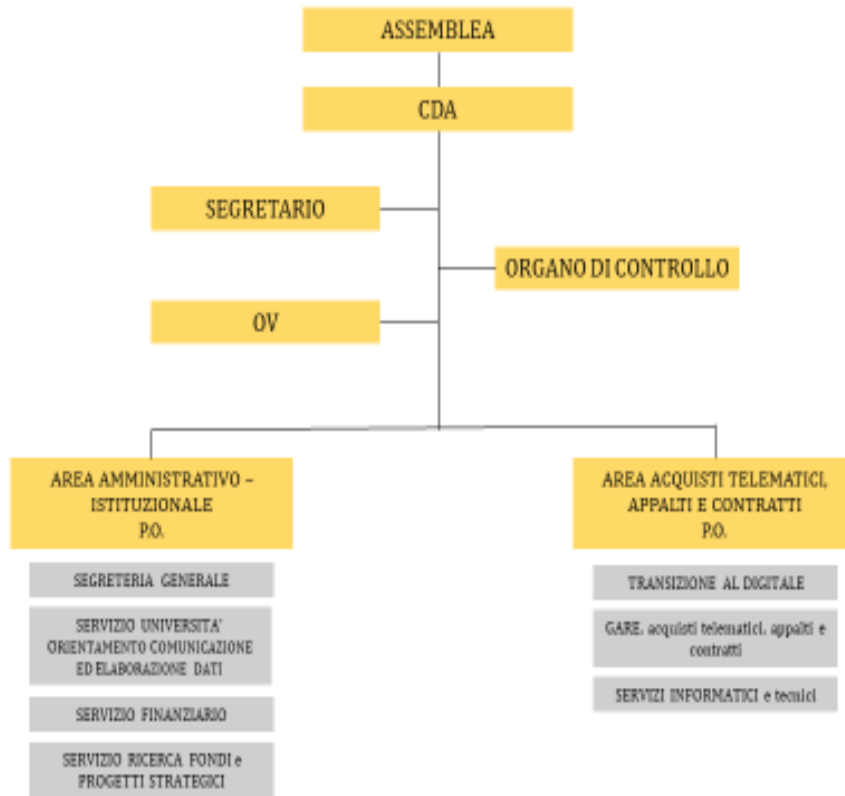 ASSEMBLEA
CDA
SEGRETARIO
ORGANO DI CONTROLLO
OV
AREA AMMINISTRATIVO –
ISTITUZIONALE
P.O.
SEGRETERIA GENERALE
SERVIZIO UNIVERSITA'
ORIENTAMENTO COMUNICAZIONE
ED ELABORAZIONE DATI
SERVIZIO FINANZIARIO
SERVIZIO RICERCA FONDI e
PROGETTI STRATEGICI
AREA ACQUISTI TELEMATICI,
APPALTI E CONTRATTI
P.O.
TRANSIZIONE AL DIGITALE
GARE, acquisti telematici, appalti e
contratti
SERVIZI INFORMATICI e tecnici